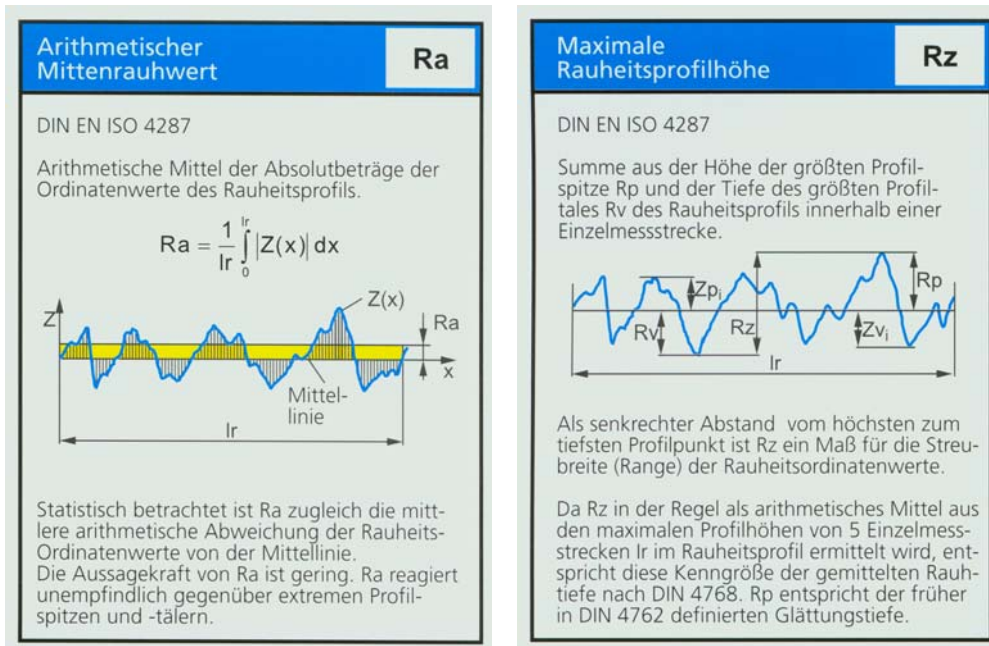 Arithmetischer
Mittenrauhwert
Ra
DIN EN ISO 4287
Arithmetische Mittel der Absolutbeträge der
Ordinatenwerte des Rauheitsprofils.
Ra = 1/lr ∫₀ˡʳ |Z(x)| dx
Z(x)
Z
Ra
x
Mittel-
linie
lr
Statistisch betrachtet ist Ra zugleich die mitt-
lere arithmetische Abweichung der Rauheits-
Ordinatenwerte von der Mittellinie.
Die Aussagekraft von Ra ist gering. Ra reagiert
unempfindlich gegenüber extremen Profil-
spitzen und -tälern.
Maximale
Rauheitsprofilhöhe
Rz
DIN EN ISO 4287
Summe aus der Höhe der größten Profil-
spitze Rp und der Tiefe des größten Profil-
tales Rv des Rauheitsprofils innerhalb einer
Einzelmessstrecke.
Zpᵢ
Rp
Rv
Rz
Zvᵢ
lr
Als senkrechter Abstand vom höchsten zum
tiefsten Profilpunkt ist Rz ein Maß für die Streu-
breite (Range) der Rauheitsordinatenwerte.
Da Rz in der Regel als arithmetisches Mittel aus
den maximalen Profilhöhen von 5 Einzelmess-
strecken lr im Rauheitsprofil ermittelt wird, ent-
spricht diese Kenngröße der gemittelten Rauh-
tiefe nach DIN 4768. Rp entspricht der früher
in DIN 4762 definierten Glättungstiefe.